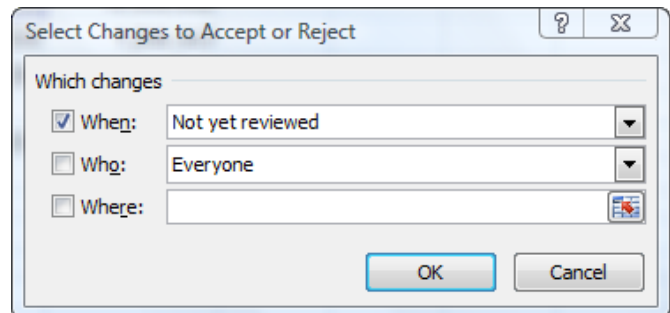 Select Changes to Accept or Reject
Which changes
When: Not yet reviewed
Who: Everyone
Where:
OK Cancel